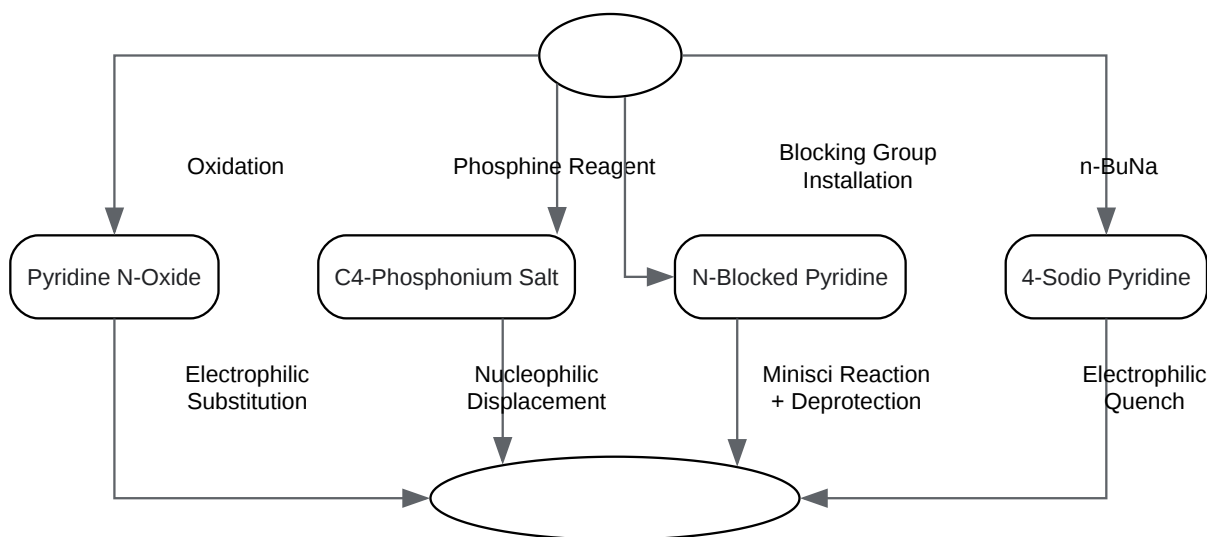 Oxidation
Phosphine Reagent
Blocking Group
Installation
n-BuNa
Pyridine N-Oxide
C4-Phosphonium Salt
N-Blocked Pyridine
4-Sodio Pyridine
Electrophilic
Substitution
Nucleophilic
Displacement
Minisci Reaction
+ Deprotection
Electrophilic
Quench